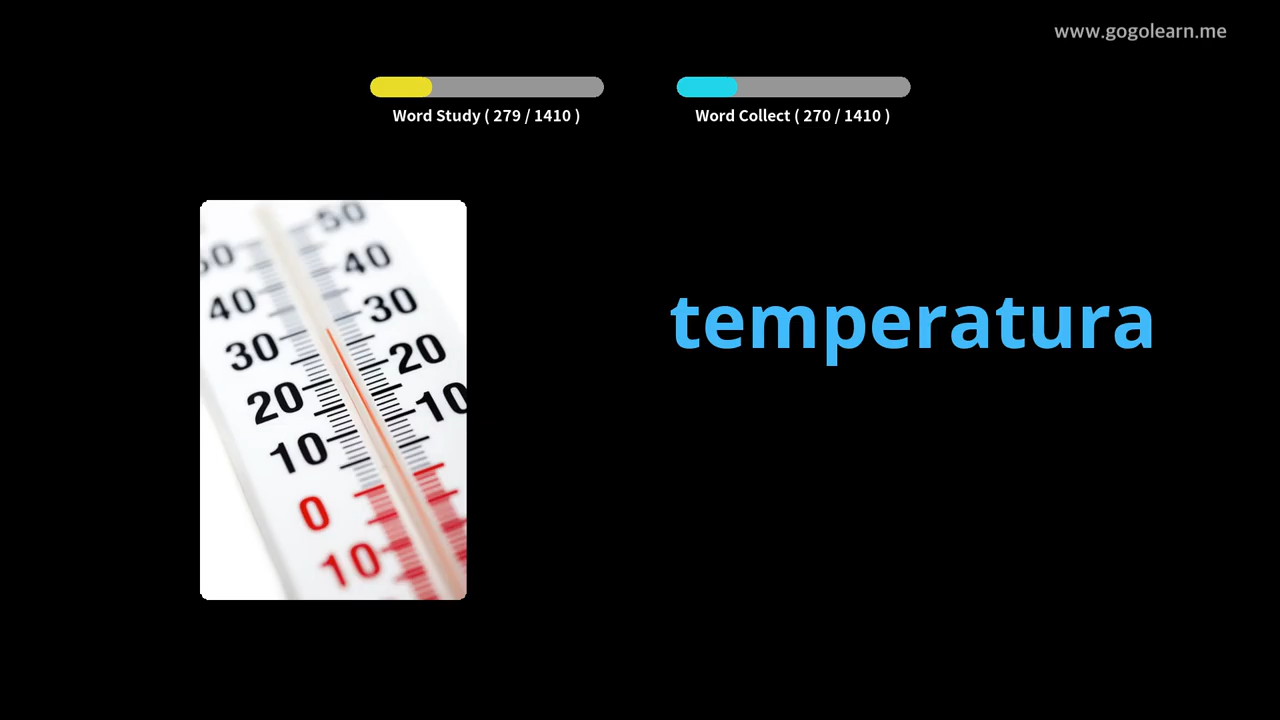 www.gogolearn.me
Word Study ( 279 / 1410 )
Word Collect ( 270 / 1410 )
temperatura
50
40 40
30 30
20 20
10 10
0
10